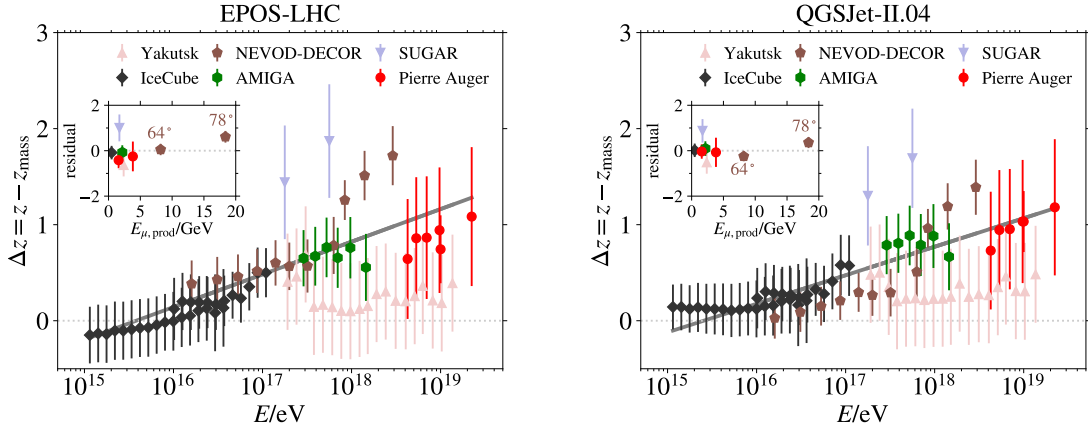 EPOS-LHC
3
2
1
0
Δz = z − z_mass
Yakutsk
NEVOD-DECOR
SUGAR
IceCube
AMIGA
Pierre Auger
2
0
−2
residual
64°
78°
0
5
10
15
20
E_μ,prod/GeV
10^15
10^16
10^17
10^18
10^19
E/eV
QGSJet-II.04
3
2
1
0
Δz = z − z_mass
Yakutsk
NEVOD-DECOR
SUGAR
IceCube
AMIGA
Pierre Auger
2
0
−2
residual
78°
64°
0
5
10
15
20
E_μ,prod/GeV
10^15
10^16
10^17
10^18
10^19
E/eV